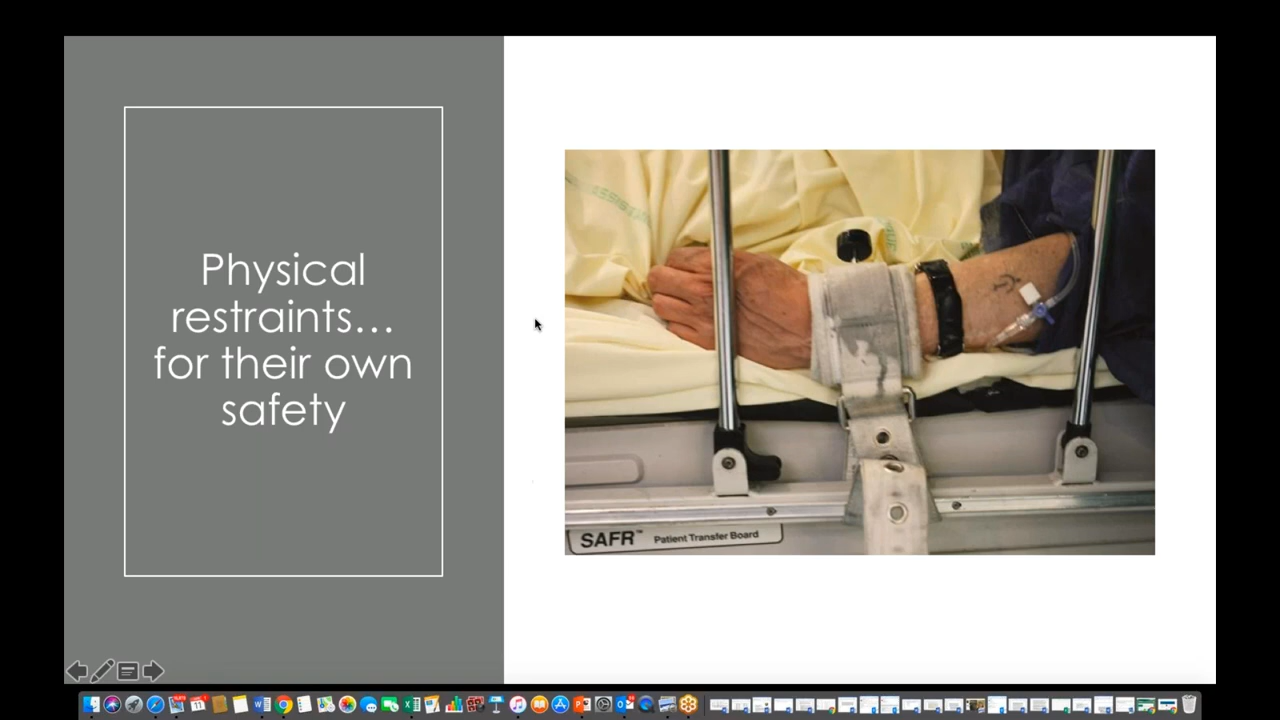 Physical
restraints…
for their own
safety
SAFR™ Patient Transfer Board